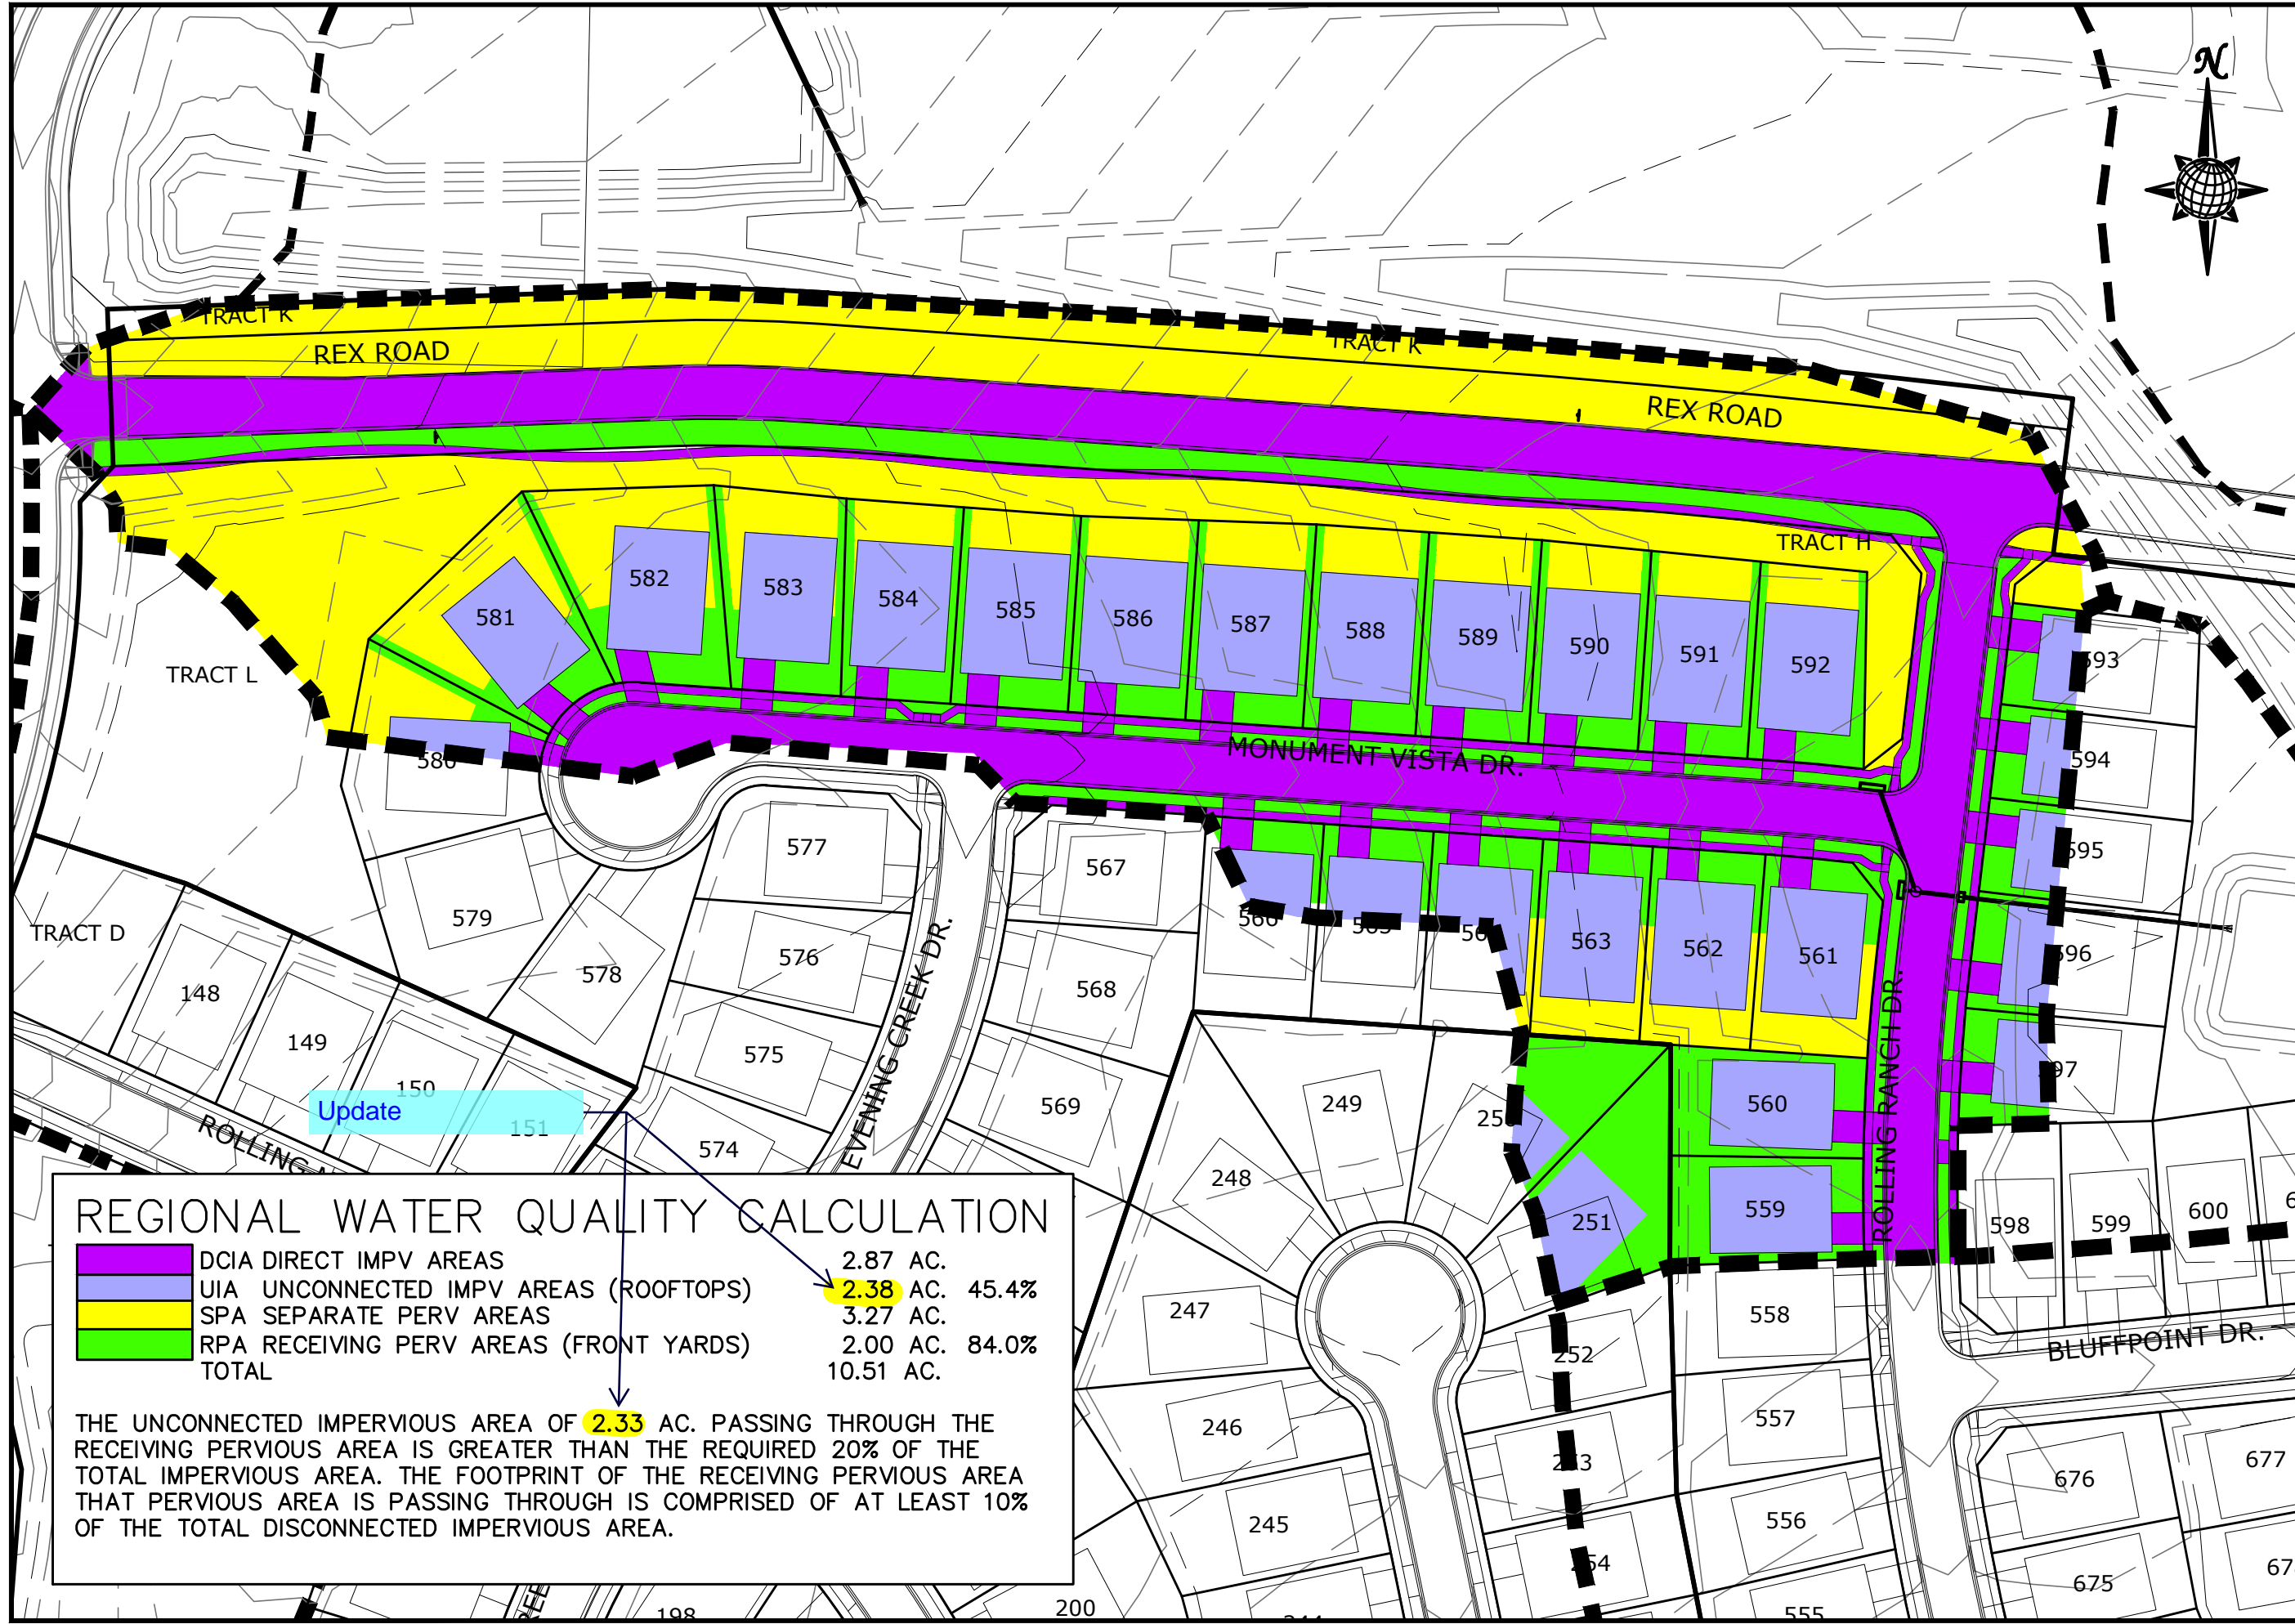 N
TRACT K
REX ROAD
TRACT K
REX ROAD
TRACT H
582
583
581
584
585
586
587
588
589
590
591
592
593
TRACT L
MONUMENT VISTA DR.
580
594
577
567
595
579
576
566
565
563
562
561
596
TRACT D
578
568
148
149
150
575
569
560
597
Update
151
574
249
250
ROLLING
EVENING CREEK DR.
ROLLING RANCH DR.
248
251
559
598
599
600
REGIONAL WATER QUALITY CALCULATION
DCIA DIRECT IMPV AREAS 2.87 AC.
UIA UNCONNECTED IMPV AREAS (ROOFTOPS) 2.38 AC. 45.4%
SPA SEPARATE PERV AREAS 3.27 AC.
RPA RECEIVING PERV AREAS (FRONT YARDS) 2.00 AC. 84.0%
TOTAL 10.51 AC.
THE UNCONNECTED IMPERVIOUS AREA OF 2.33 AC. PASSING THROUGH THE
RECEIVING PERVIOUS AREA IS GREATER THAN THE REQUIRED 20% OF THE
TOTAL IMPERVIOUS AREA. THE FOOTPRINT OF THE RECEIVING PERVIOUS AREA
THAT PERVIOUS AREA IS PASSING THROUGH IS COMPRISED OF AT LEAST 10%
OF THE TOTAL DISCONNECTED IMPERVIOUS AREA.
247
558
252
BLUFFPOINT DR.
246
557
253
676
677
245
556
254
675
198
200
555